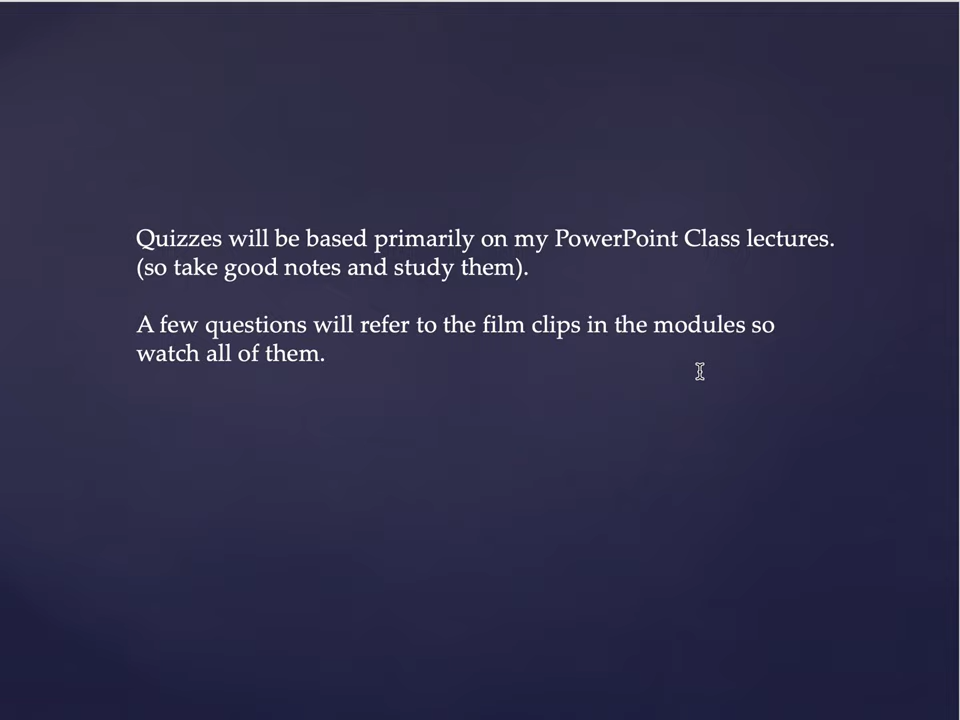 Quizzes will be based primarily on my PowerPoint Class lectures.
(so take good notes and study them).
A few questions will refer to the film clips in the modules so
watch all of them.